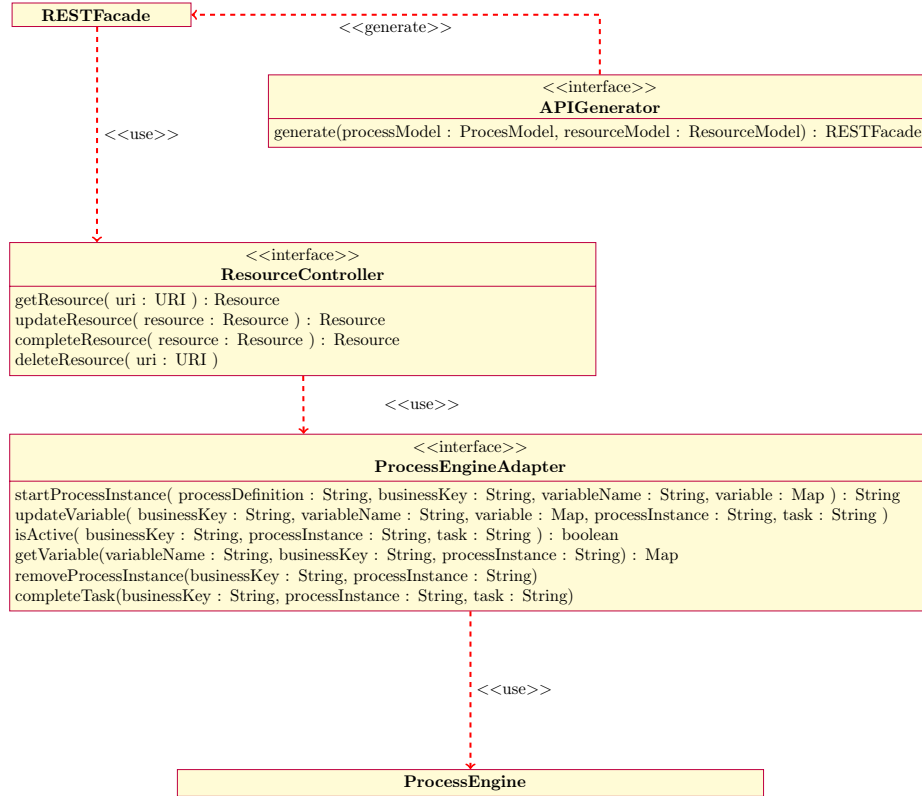 RESTFacade
<<generate>>
<<interface>>
APIGenerator
generate(processModel : ProcesModel, resourceModel : ResourceModel) : RESTFacade
<<use>>
<<interface>>
ResourceController
getResource( uri : URI ) : Resource
updateResource( resource : Resource ) : Resource
completeResource( resource : Resource ) : Resource
deleteResource( uri : URI )
<<use>>
<<interface>>
ProcessEngineAdapter
startProcessInstance( processDefinition : String, businessKey : String, variableName : String, variable : Map ) : String
updateVariable( businessKey : String, variableName : String, variable : Map, processInstance : String, task : String )
isActive( businessKey : String, processInstance : String, task : String ) : boolean
getVariable(variableName : String, businessKey : String, processInstance : String) : Map
removeProcessInstance(businessKey : String, processInstance : String)
completeTask(businessKey : String, processInstance : String, task : String)
<<use>>
ProcessEngine